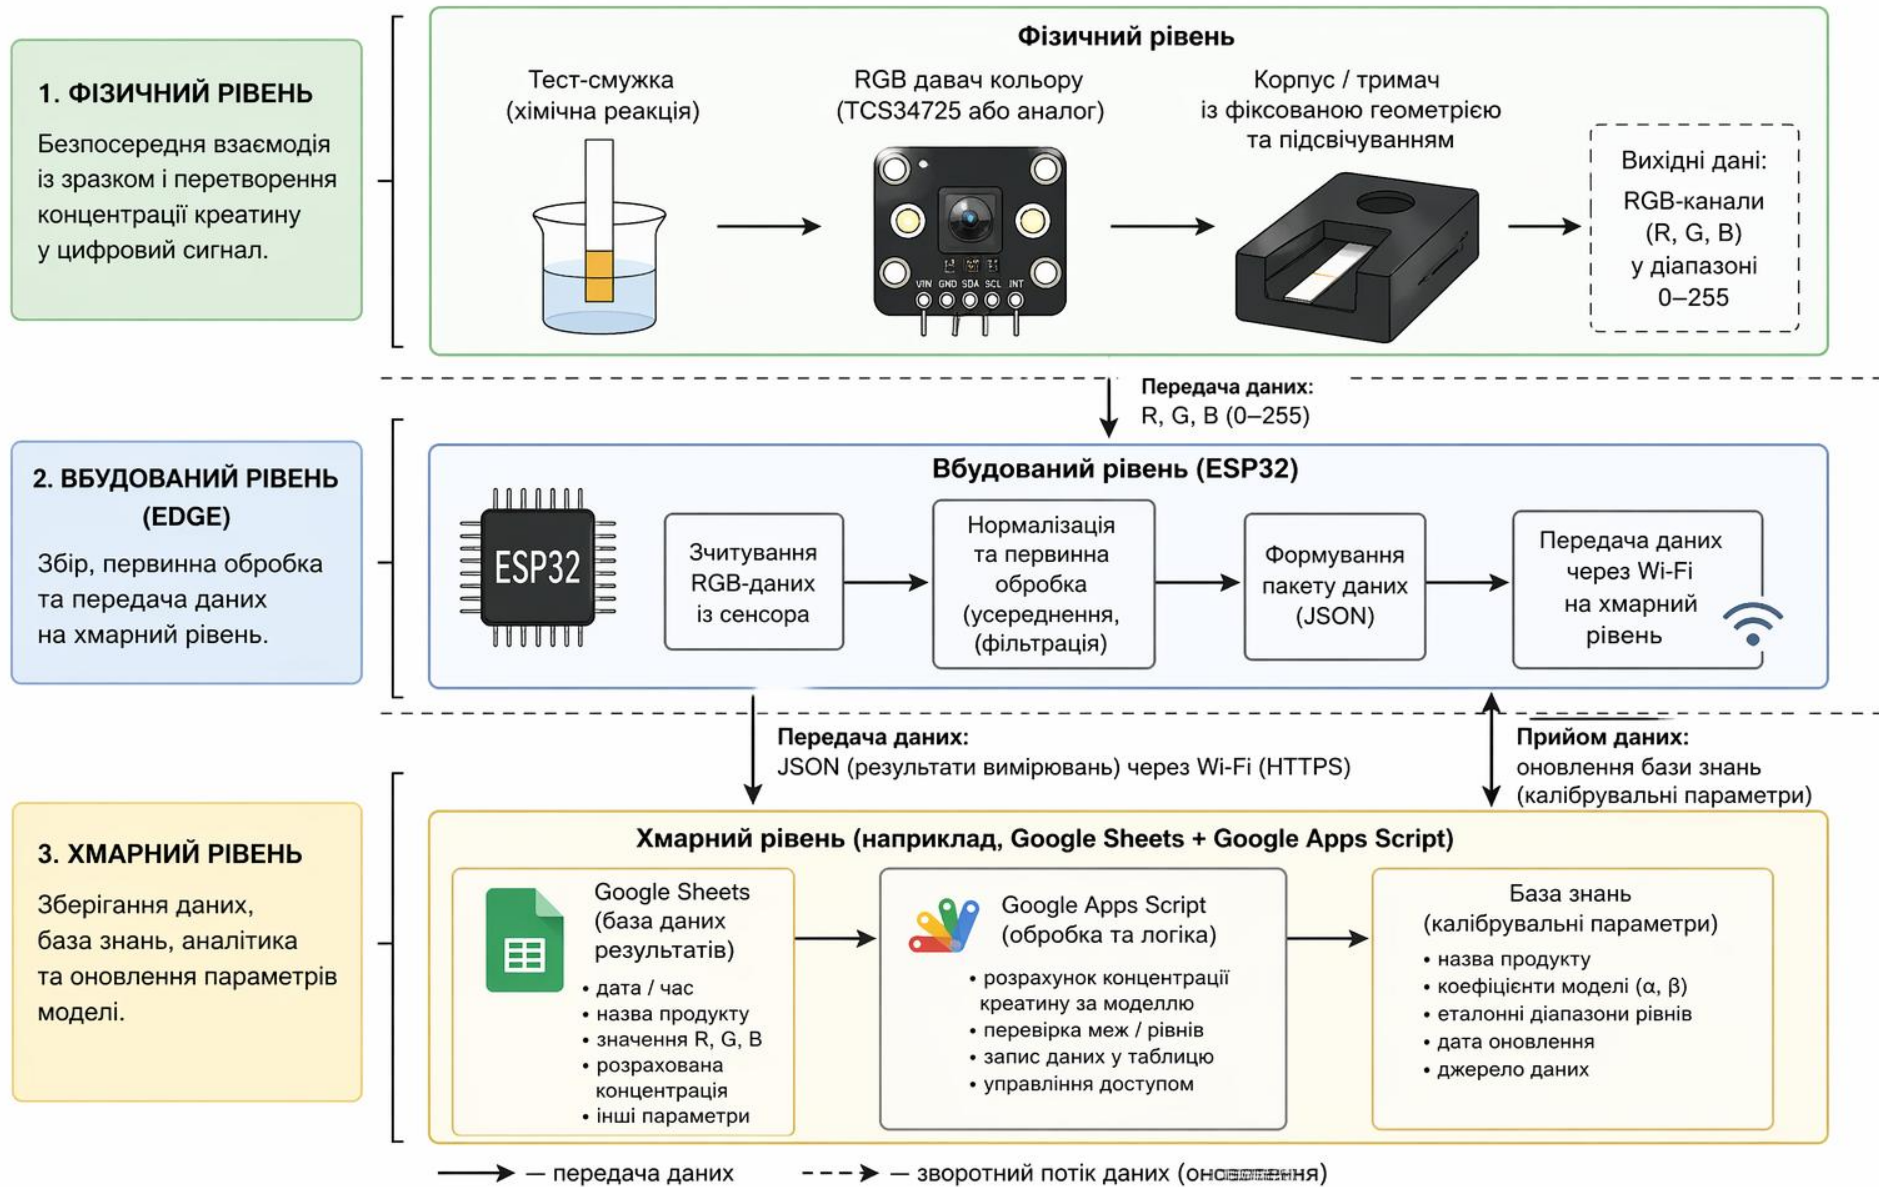 1. ФІЗИЧНИЙ РІВЕНЬ
Безпосередня взаємодія
із зразком і перетворення
концентрації креатину
у цифровий сигнал.
Фізичний рівень
Тест-смужка
(хімічна реакція)
RGB давач кольору
(TCS34725 або аналог)
VIN GND SDA SCL INT
Корпус / тримач
із фіксованою геометрією
та підсвічуванням
Вихідні дані:
RGB-канали
(R, G, B)
у діапазоні
0–255
Передача даних:
R, G, B (0–255)
2. ВБУДОВАНИЙ РІВЕНЬ
(EDGE)
Збір, первинна обробка
та передача даних
на хмарний рівень.
Вбудований рівень (ESP32)
ESP32
Зчитування
RGB-даних
із сенсора
Нормалізація
та первинна
обробка
(усереднення,
(фільтрація)
Формування
пакету даних
(JSON)
Передача даних
через Wi-Fi
на хмарний
рівень
Передача даних:
JSON (результати вимірювань) через Wi-Fi (HTTPS)
Прийом даних:
оновлення бази знань
(калібрувальні параметри)
3. ХМАРНИЙ РІВЕНЬ
Зберігання даних,
база знань, аналітика
та оновлення параметрів
моделі.
Хмарний рівень (наприклад, Google Sheets + Google Apps Script)
Google Sheets
(база даних
результатів)
• дата / час
• назва продукту
• значення R, G, B
• розрахована
концентрація
• інші параметри
Google Apps Script
(обробка та логіка)
• розрахунок концентрації
креатину за моделлю
• перевірка меж / рівнів
• запис даних у таблицю
• управління доступом
База знань
(калібрувальні параметри)
• назва продукту
• коефіцієнти моделі (α, β)
• еталонні діапазони рівнів
• дата оновлення
• джерело даних
— передача даних
— зворотний потік даних